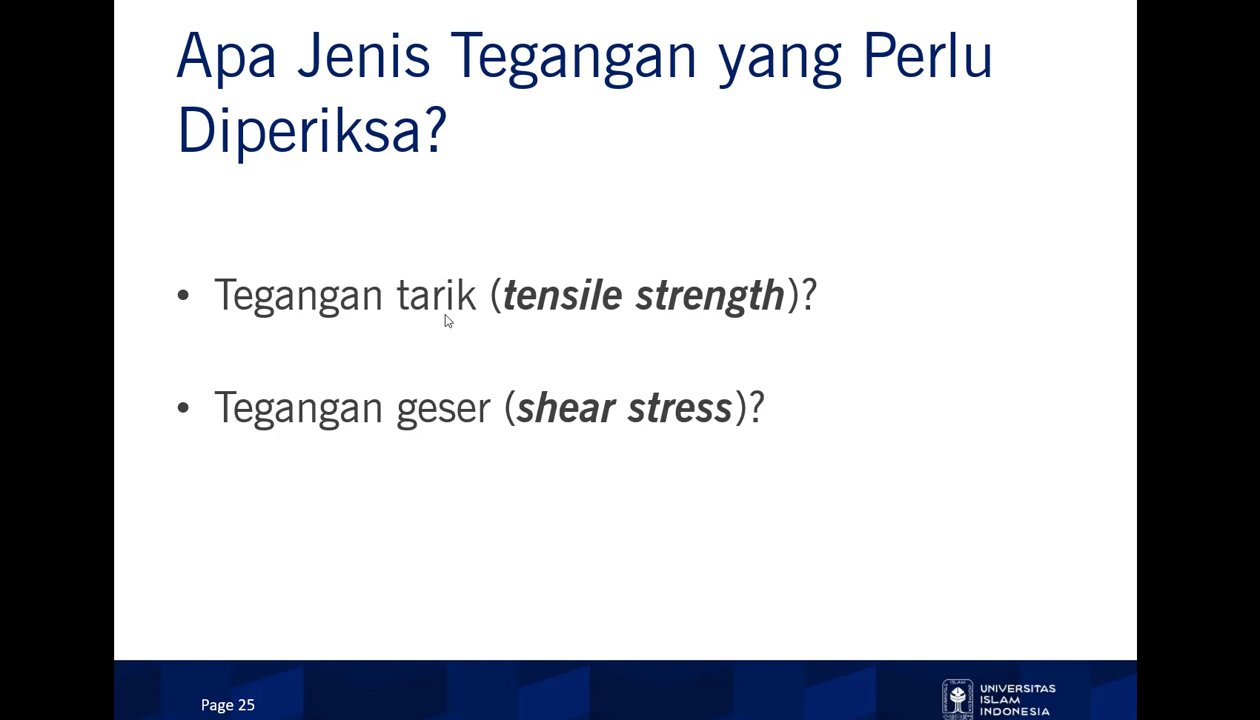 Apa Jenis Tegangan yang Perlu
Diperiksa?
• Tegangan tarik (tensile strength)?
• Tegangan geser (shear stress)?
Page 25
UNIVERSITAS
ISLAM
INDONESIA